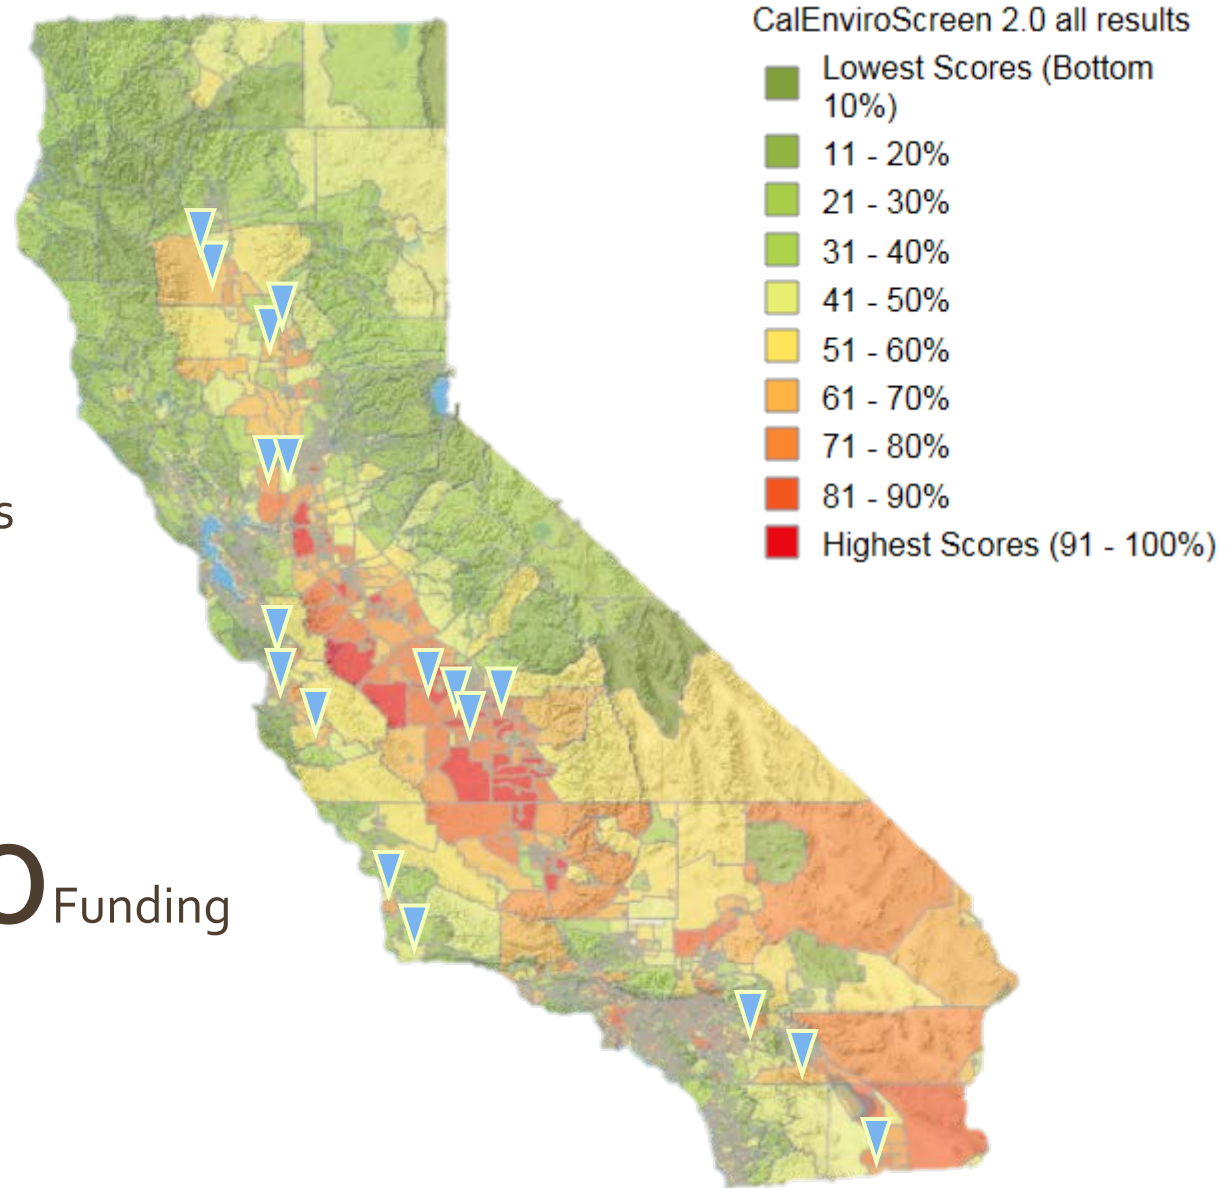 CalEnviroScreen 2.0 all results
Lowest Scores (Bottom
10%)
11 - 20%
21 - 30%
31 - 40%
41 - 50%
51 - 60%
61 - 70%
71 - 80%
81 - 90%
Highest Scores (91 - 100%)
s
Funding